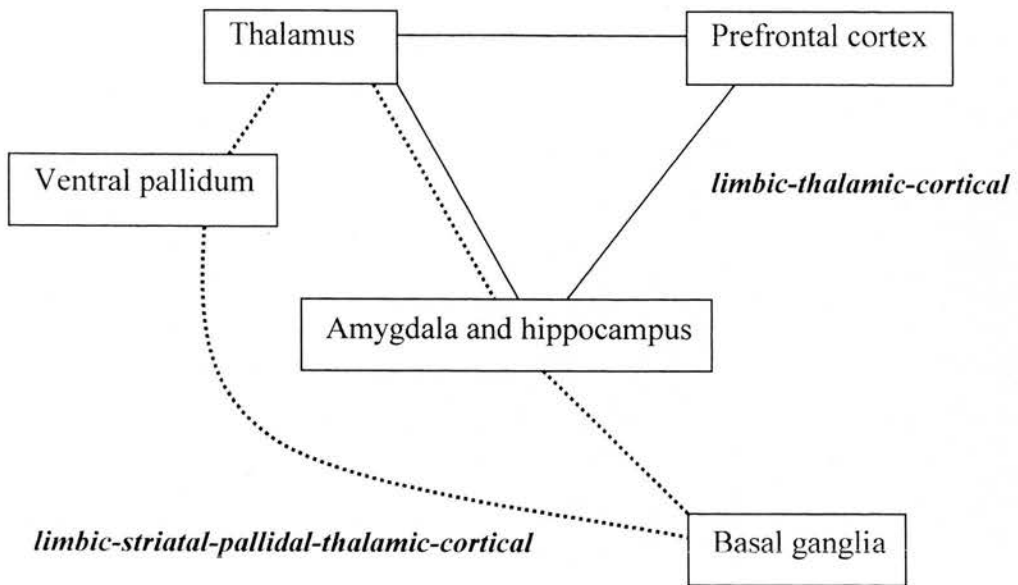 Thalamus
Prefrontal cortex
Ventral pallidum
limbic-thalamic-cortical
Amygdala and hippocampus
limbic-striatal-pallidal-thalamic-cortical
Basal ganglia